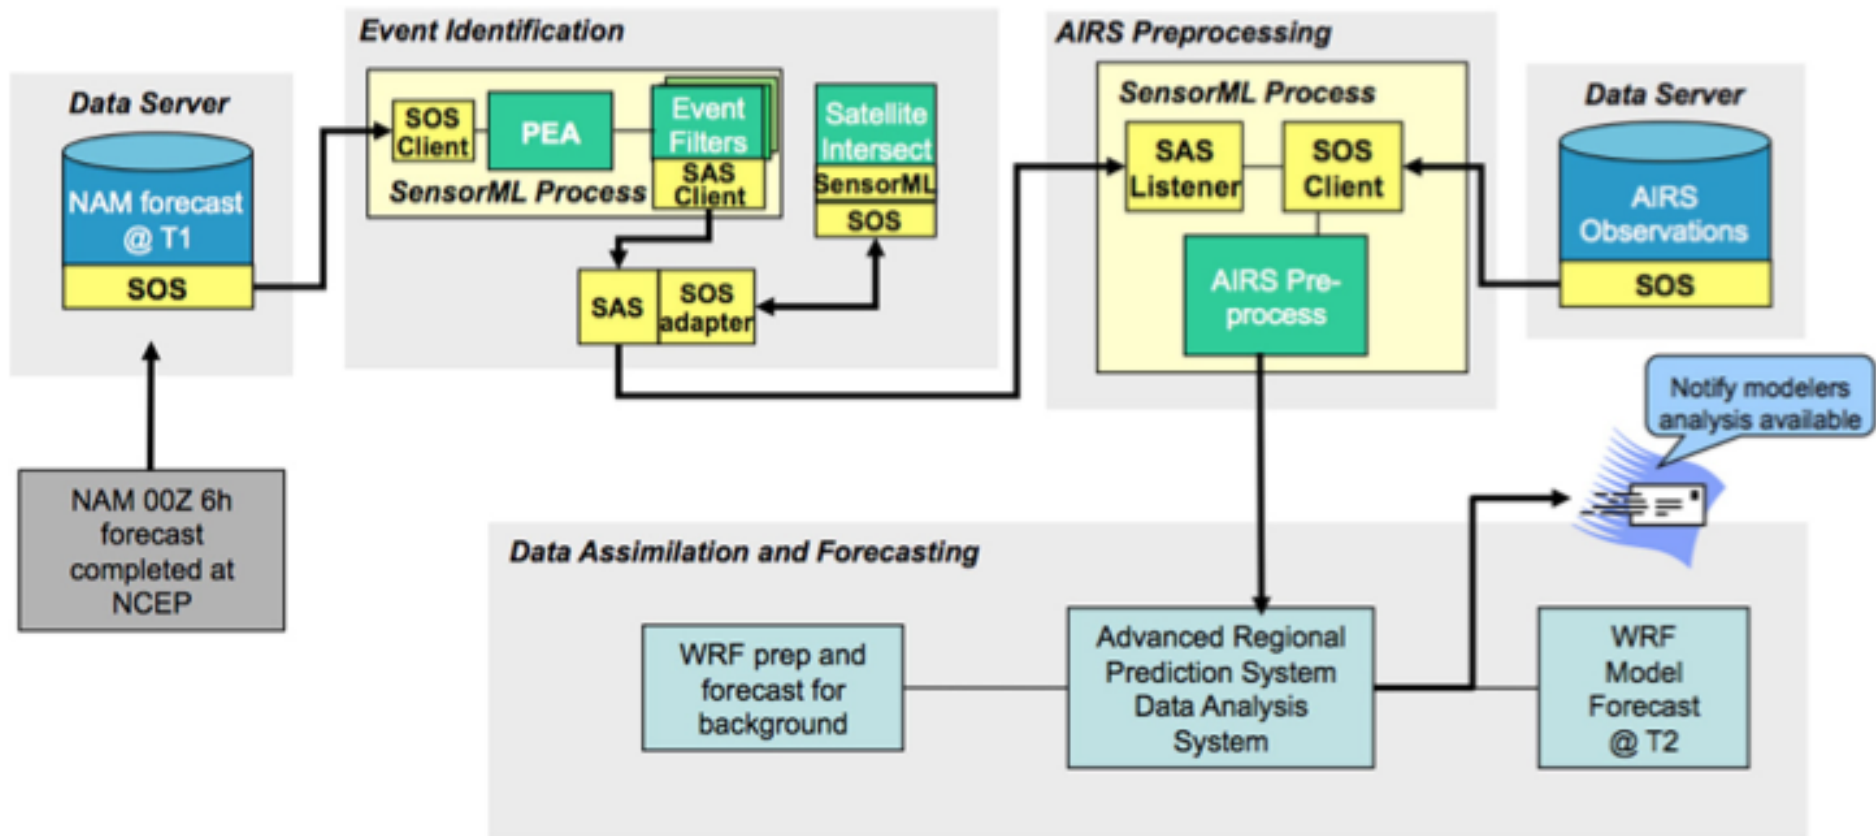 Event Identification
AIRS Preprocessing
Data Server
NAM forecast
@ T1
SOS
SOS
Client
PEA
Event
Filters
SAS
Client
SensorML Process
Satellite
Intersect
SensorML
SOS
SAS
SOS
adapter
SensorML Process
SAS
Listener
SOS
Client
AIRS Pre-
process
Data Server
AIRS
Observations
SOS
Notify modelers
analysis available
NAM 00Z 6h
forecast
completed at
NCEP
Data Assimilation and Forecasting
WRF prep and
forecast for
background
Advanced Regional
Prediction System
Data Analysis
System
WRF
Model
Forecast
@ T2